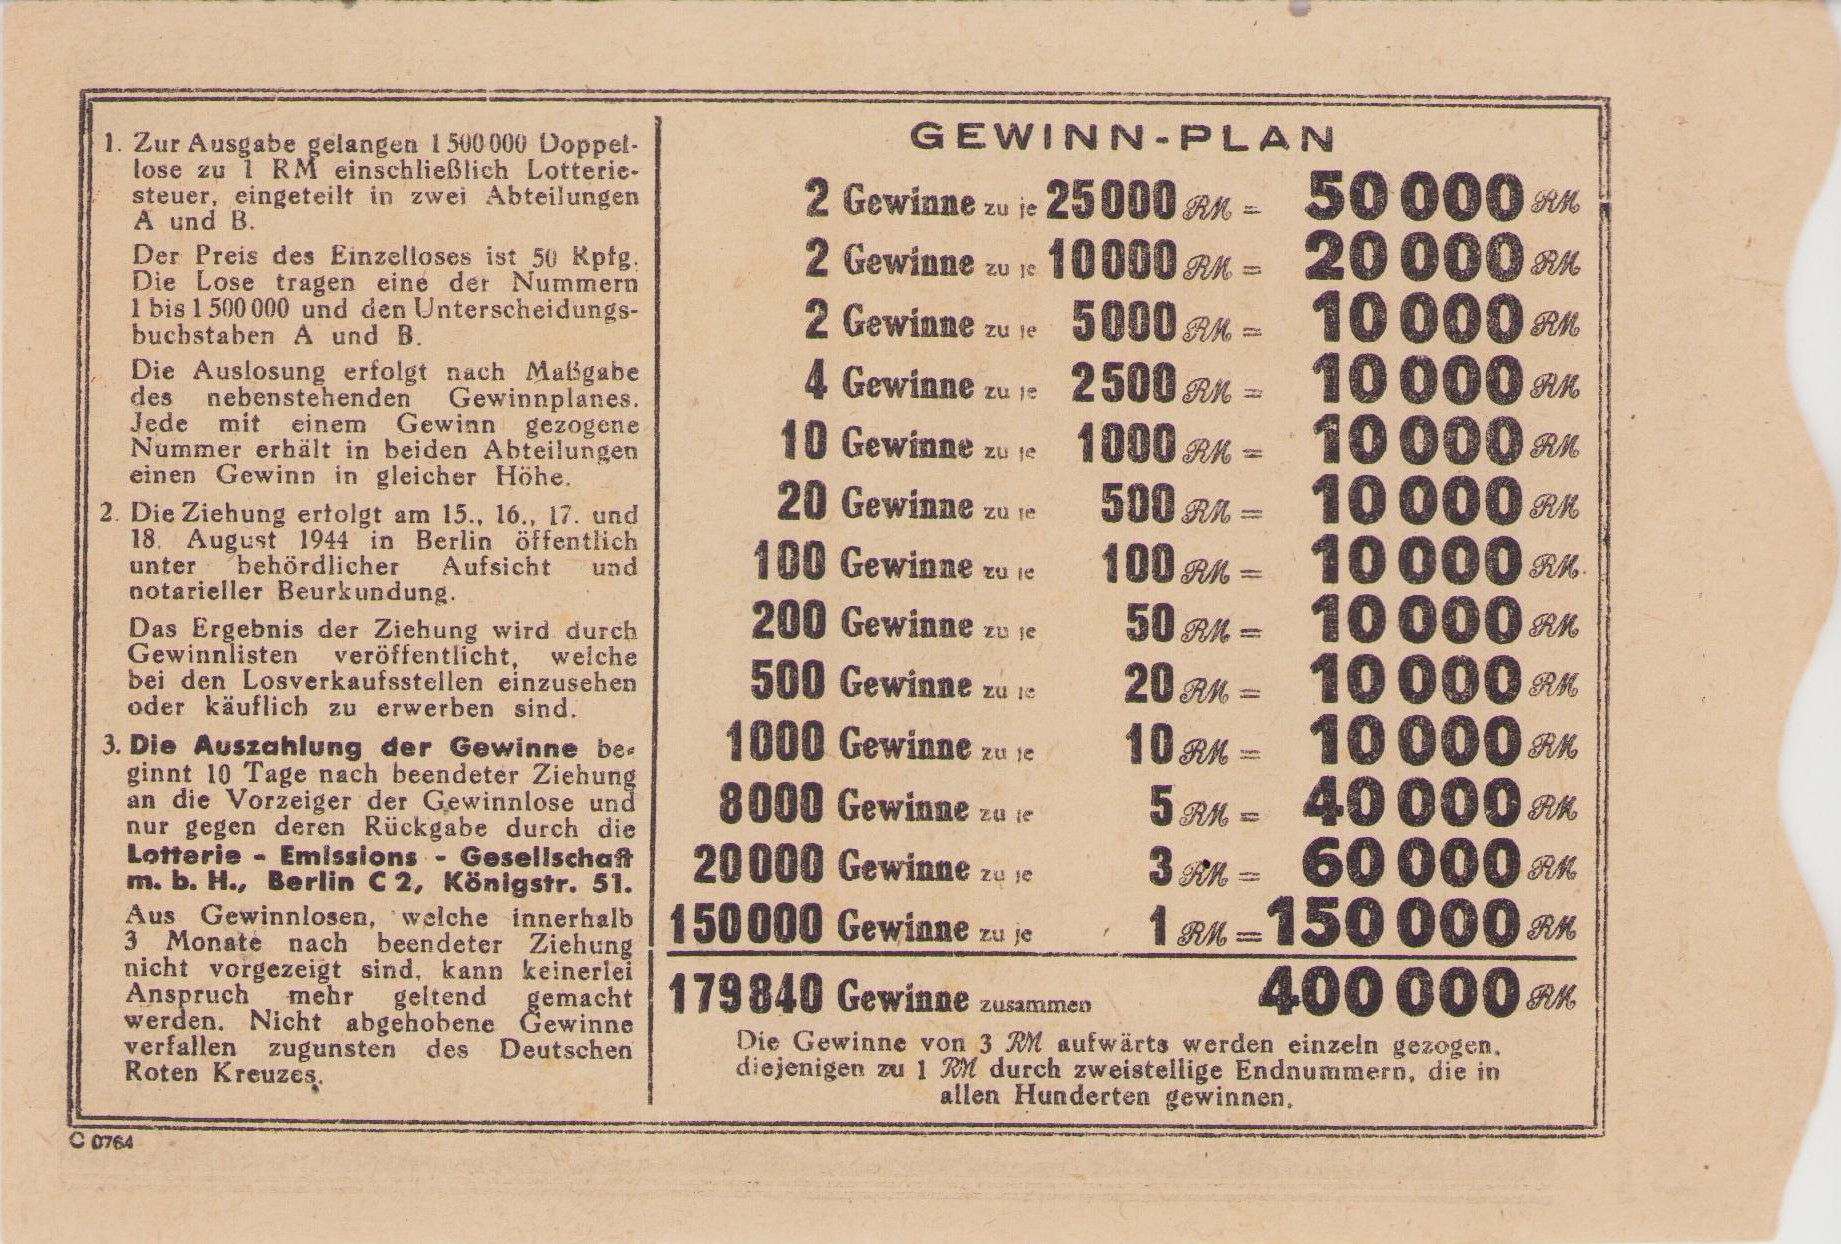 1. Zur Ausgabe gelangen 1 500 000 Doppel-
lose zu 1 RM einschließlich Lotterie-
steuer, eingeteilt in zwei Abteilungen
A und B.
Der Preis des Einzelloses ist 50 Rpfg.
Die Lose tragen eine der Nummern
1 bis 1 500 000 und den Unterscheidungs-
buchstaben A und B.
Die Auslosung erfolgt nach Maßgabe
des nebenstehenden Gewinnplanes.
Jede mit einem Gewinn gezogene
Nummer erhält in beiden Abteilungen
einen Gewinn in gleicher Höhe.
2. Die Ziehung erfolgt am 15., 16., 17. und
18. August 1944 in Berlin öffentlich
unter behördlicher Aufsicht und
notarieller Beurkundung.
Das Ergebnis der Ziehung wird durch
Gewinnlisten veröffentlicht, welche
bei den Losverkaufsstellen einzusehen
oder käuflich zu erwerben sind.
3. Die Auszahlung der Gewinne be-
ginnt 10 Tage nach beendeter Ziehung
an die Vorzeiger der Gewinnlose und
nur gegen deren Rückgabe durch die
Lotterie - Emissions - Gesellschaft
m. b. H., Berlin C 2, Königstr. 51.
Aus Gewinnlosen, welche innerhalb
3 Monate nach beendeter Ziehung
nicht vorgezeigt sind, kann keinerlei
Anspruch mehr geltend gemacht
werden. Nicht abgehobene Gewinne
verfallen zugunsten des Deutschen
Roten Kreuzes.
GEWINN-PLAN
2 Gewinne zu je 25 000 RM = 50 000 RM
2 Gewinne zu je 10 000 RM = 20 000 RM
2 Gewinne zu je 5000 RM = 10 000 RM
4 Gewinne zu je 2500 RM = 10 000 RM
10 Gewinne zu je 1000 RM = 10 000 RM
20 Gewinne zu je 500 RM = 10 000 RM
100 Gewinne zu je 100 RM = 10 000 RM
200 Gewinne zu je 50 RM = 10 000 RM
500 Gewinne zu je 20 RM = 10 000 RM
1000 Gewinne zu je 10 RM = 10 000 RM
8000 Gewinne zu je 5 RM = 40 000 RM
20 000 Gewinne zu je 3 RM = 60 000 RM
150 000 Gewinne zu je 1 RM = 150 000 RM
179 840 Gewinne zusammen 400 000 RM
Die Gewinne von 3 RM aufwärts werden einzeln gezogen,
diejenigen zu 1 RM durch zweistellige Endnummern, die in
allen Hunderten gewinnen.
C 0764